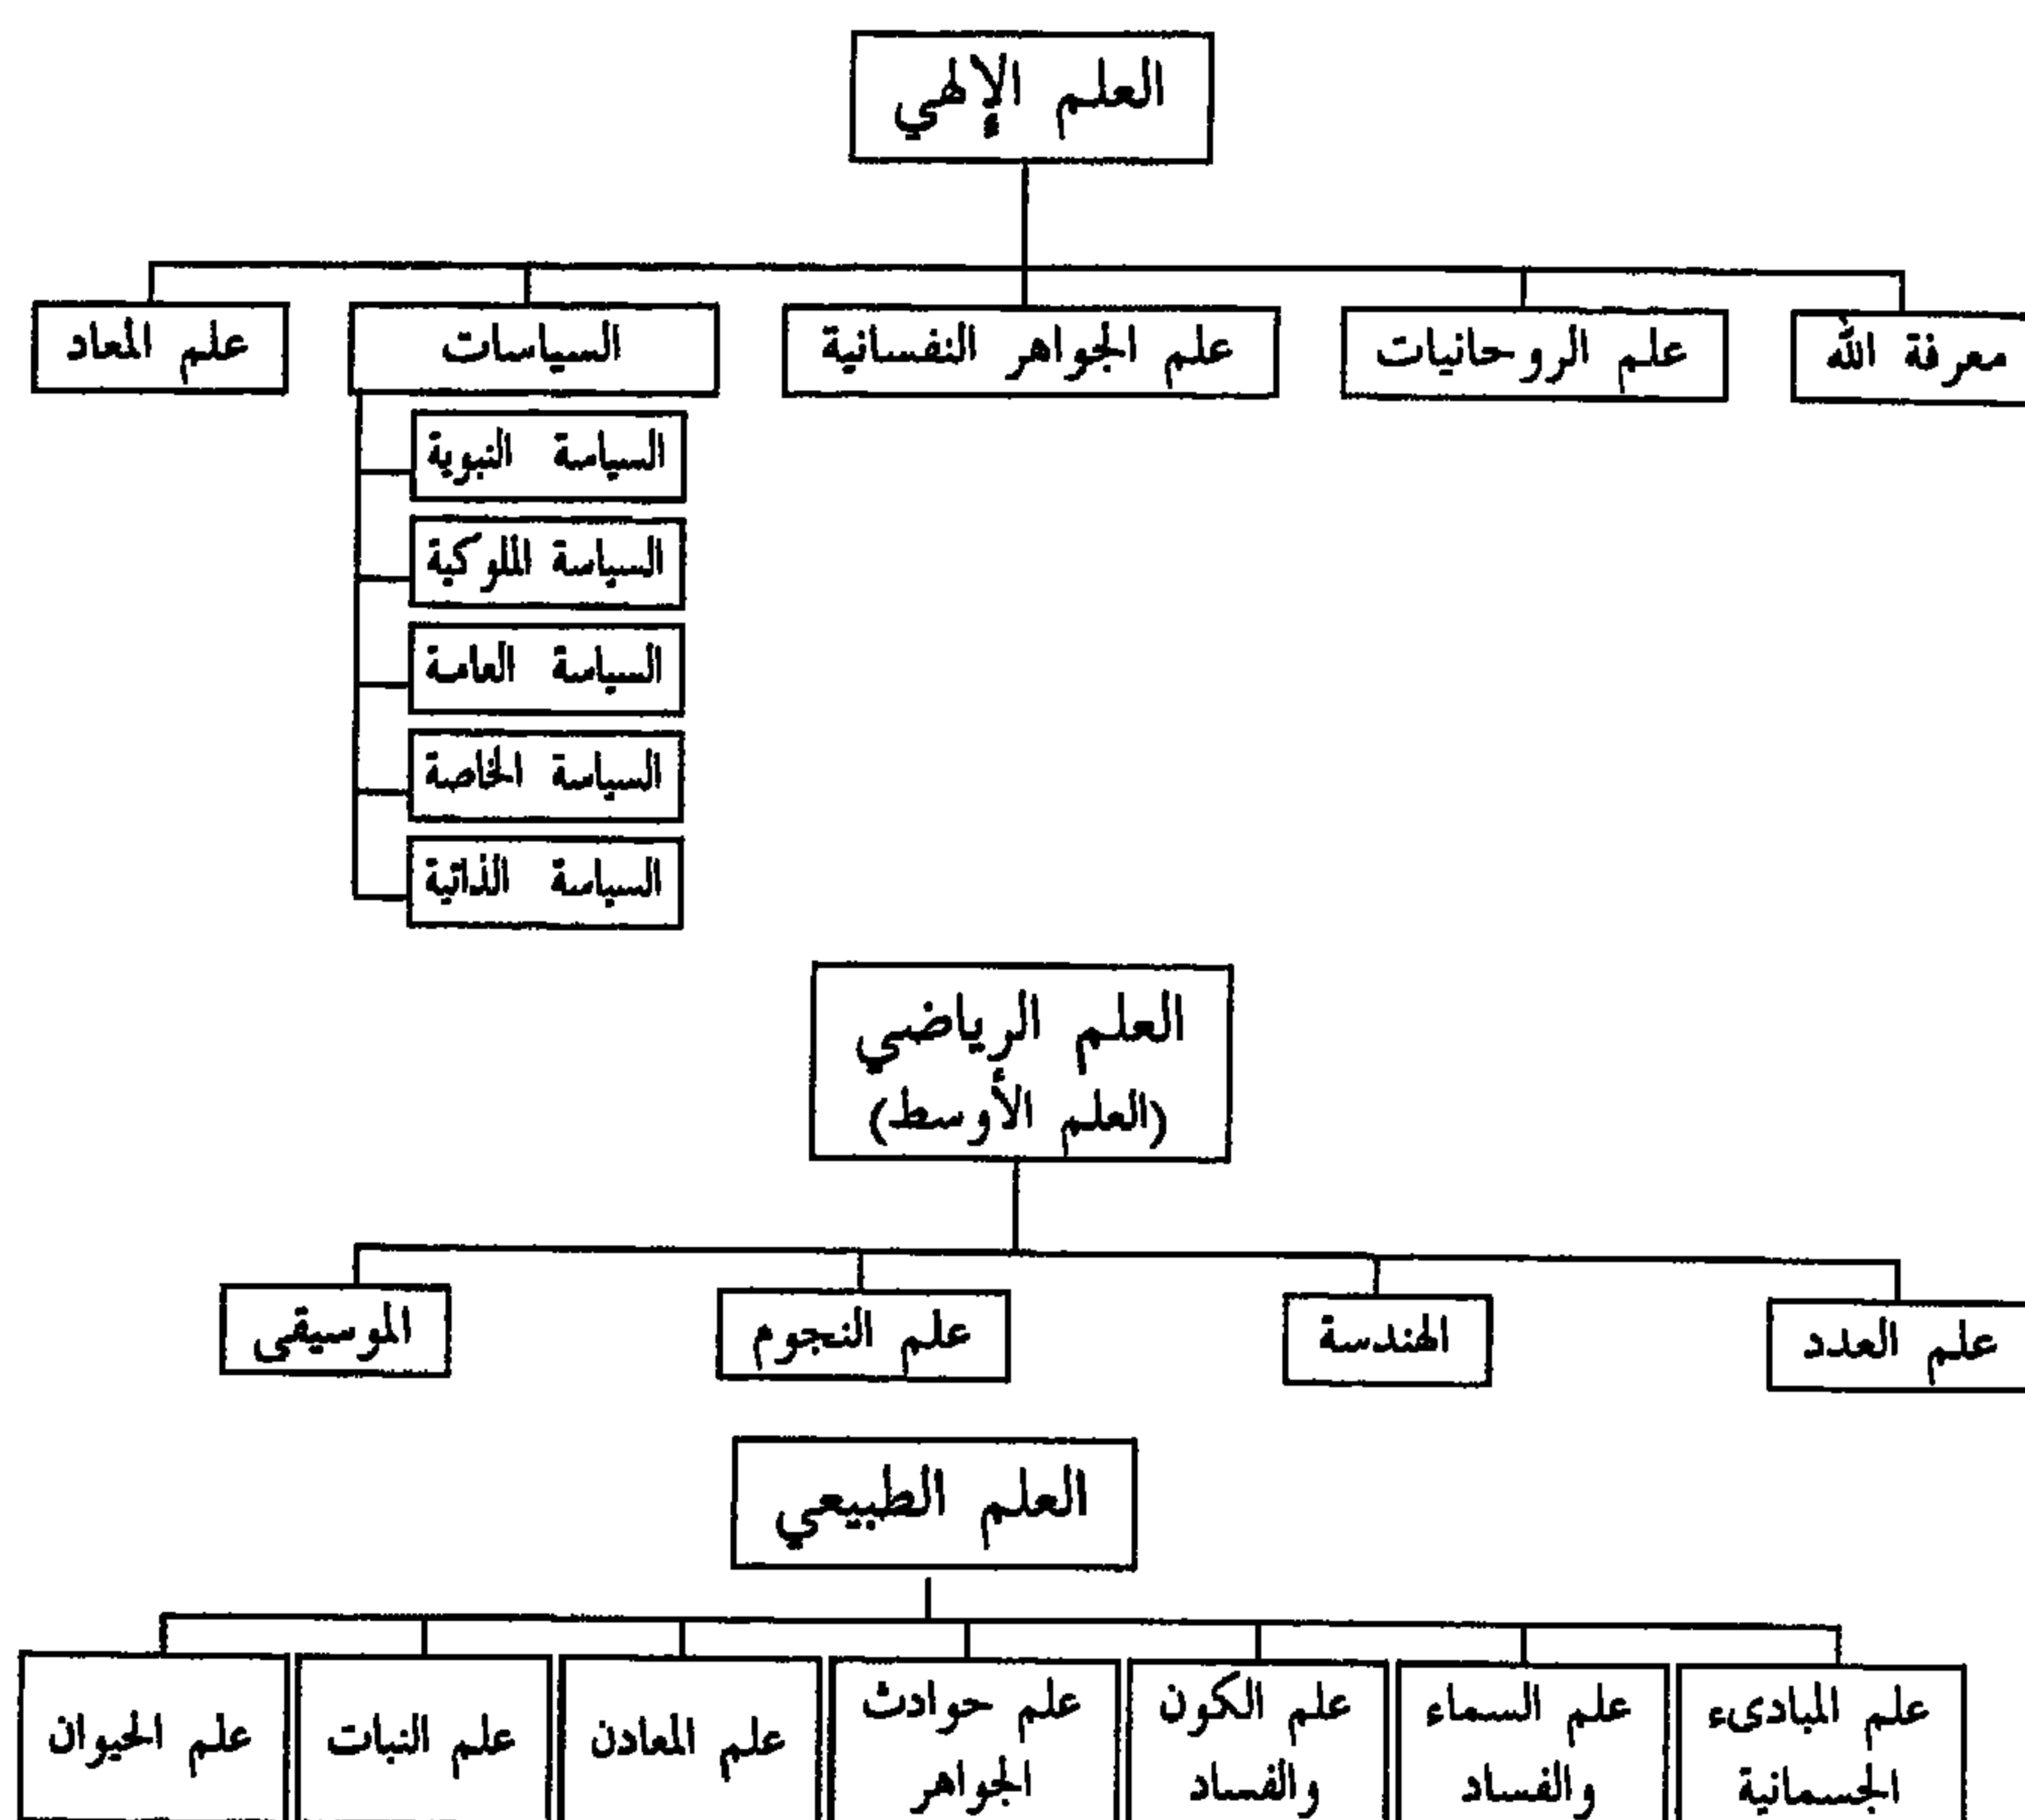 العلم الإلهي
معرفة الله
علم الروحانيات
علم الجواهر النفسانية
السياسات
علم المعاد
السياسة النبوية
السياسة الملوكية
السياسة العامة
السياسة الخاصة
السياسة الذاتية
العلم الرياضي
(العلم الأوسط)
علم العدد
الهندسة
علم النجوم
الموسيقى
العلم الطبيعي
علم المبادىء
الجسمانية
علم السماء
والفساد
علم الكون
والفساد
علم حوادث
الجواهر
علم المعادن
علم النبات
علم الحيوان